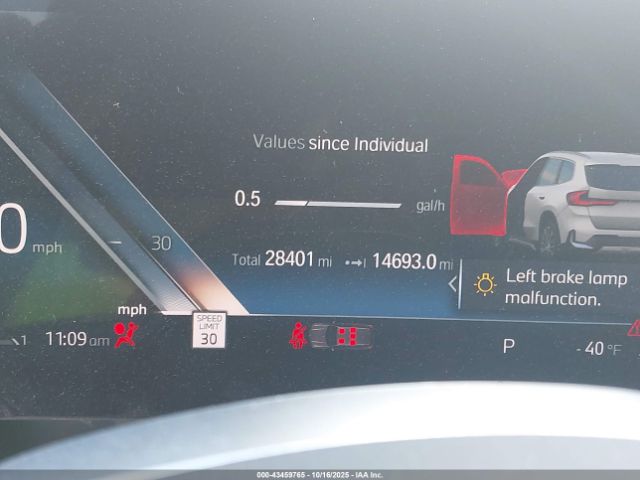 Values since Individual
0.5 gal/h
0 mph
30
Total 28401 mi 14693.0 mi
Left brake lamp
malfunction.
mph
SPEED
LIMIT
30
1 11:09 am
P
-40 °F
000-43459765 - 10/16/2025 - IAA Inc.